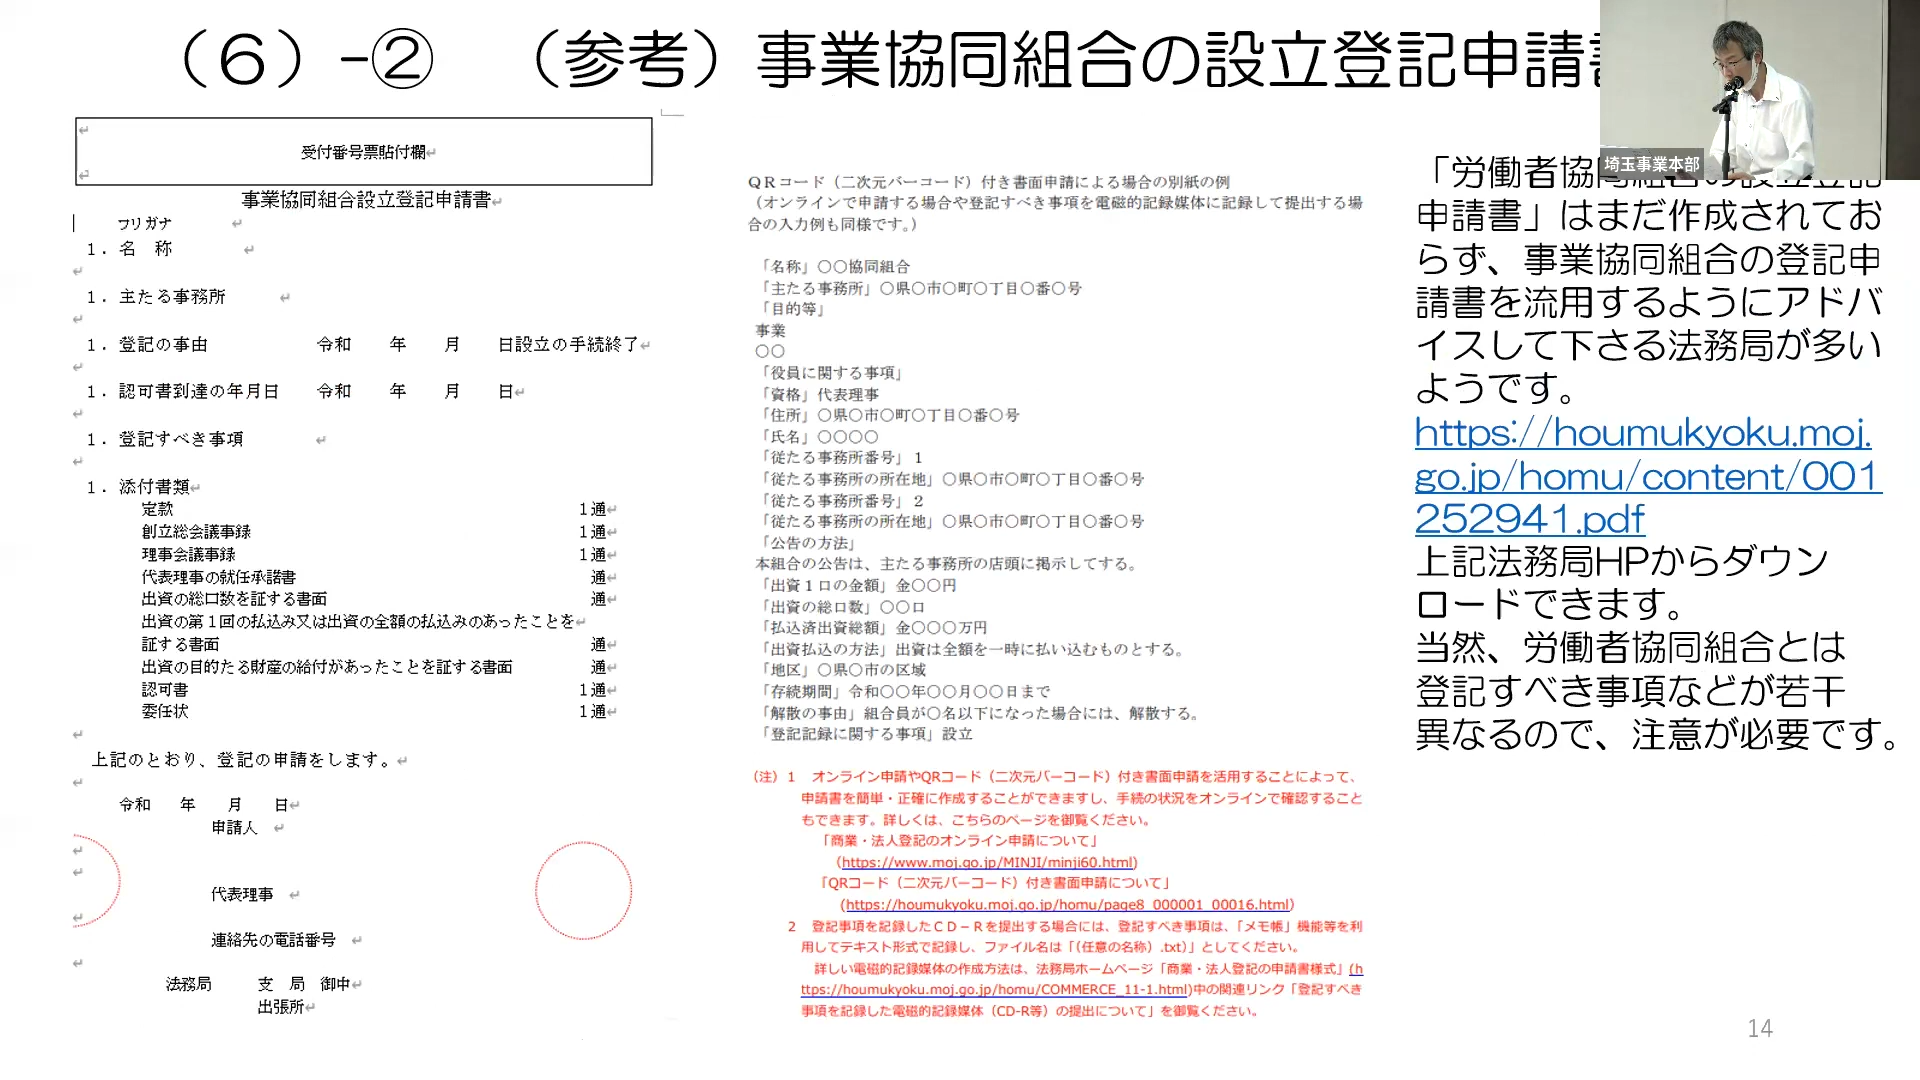 （６）-②　（参考）事業協同組合の設立登記申請
埼玉事業本部
受付番号票貼付欄
事業協同組合設立登記申請書
フリガナ
１．名　称
１．主たる事務所
１．登記の事由　令和　年　月　日設立の手続終了
１．認可書到達の年月日　令和　年　月　日
１．登記すべき事項
１．添付書類
定款　１通
創立総会議事録　１通
理事会議事録　１通
代表理事の就任承諾書　通
出資の総口数を証する書面　通
出資の第１回の払込み又は出資の全額の払込みのあったことを
証する書面　通
出資の目的たる財産の給付があったことを証する書面　通
認可書　１通
委任状　１通
上記のとおり、登記の申請をします。
令和　年　月　日
申請人
代表理事
連絡先の電話番号
法務局　支　局　御中
出張所
ＱＲコード（二次元バーコード）付き書面申請による場合の別紙の例
（オンラインで申請する場合や登記すべき事項を電磁的記録媒体に記録して提出する場
合の入力例も同様です。）
「名称」〇〇協同組合
「主たる事務所」〇県〇市〇町〇丁目〇番〇号
「目的等」
事業
〇〇
「役員に関する事項」
「資格」代表理事
「住所」〇県〇市〇町〇丁目〇番〇号
「氏名」〇〇〇〇
「従たる事務所番号」１
「従たる事務所の所在地」〇県〇市〇町〇丁目〇番〇号
「従たる事務所番号」２
「従たる事務所の所在地」〇県〇市〇町〇丁目〇番〇号
「公告の方法」
本組合の公告は、主たる事務所の店頭に掲示してする。
「出資１口の金額」金〇〇円
「出資の総口数」〇〇口
「払込済出資総額」金〇〇〇万円
「出資払込の方法」出資は全額を一時に払い込むものとする。
「地区」〇県〇市の区域
「存続期間」令和〇〇年〇〇月〇〇日まで
「解散の事由」組合員が〇名以下になった場合には、解散する。
「登記記録に関する事項」設立
（注）１　オンライン申請やQRコード（二次元バーコード）付き書面申請を活用することによって、
申請書を簡単・正確に作成することができますし、手続の状況をオンラインで確認すること
もできます。詳しくは、こちらのページを御覧ください。
「商業・法人登記のオンライン申請について」
（https://www.moj.go.jp/MINJI/minji60.html）
「QRコード（二次元バーコード）付き書面申請について」
（https://houmukyoku.moj.go.jp/homu/page8_000001_00016.html）
２　登記事項を記録したＣＤ－Ｒを提出する場合には、登記すべき事項は、「メモ帳」機能等を利
用してテキスト形式で記録し、ファイル名は「（任意の名称）.txt）」としてください。
詳しい電磁的記録媒体の作成方法は、法務局ホームページ「商業・法人登記の申請書様式」（h
ttps://houmukyoku.moj.go.jp/homu/COMMERCE_11-1.html)中の関連リンク「登記すべき
事項を記録した電磁的記録媒体（CD-R等）の提出について」を御覧ください。
「労働者協同組合の設立登記
申請書」はまだ作成されてお
らず、事業協同組合の登記申
請書を流用するようにアドバ
イスして下さる法務局が多い
ようです。
https://houmukyoku.moj.
go.jp/homu/content/001
252941.pdf
上記法務局HPからダウン
ロードできます。
当然、労働者協同組合とは
登記すべき事項などが若干
異なるので、注意が必要です。
14